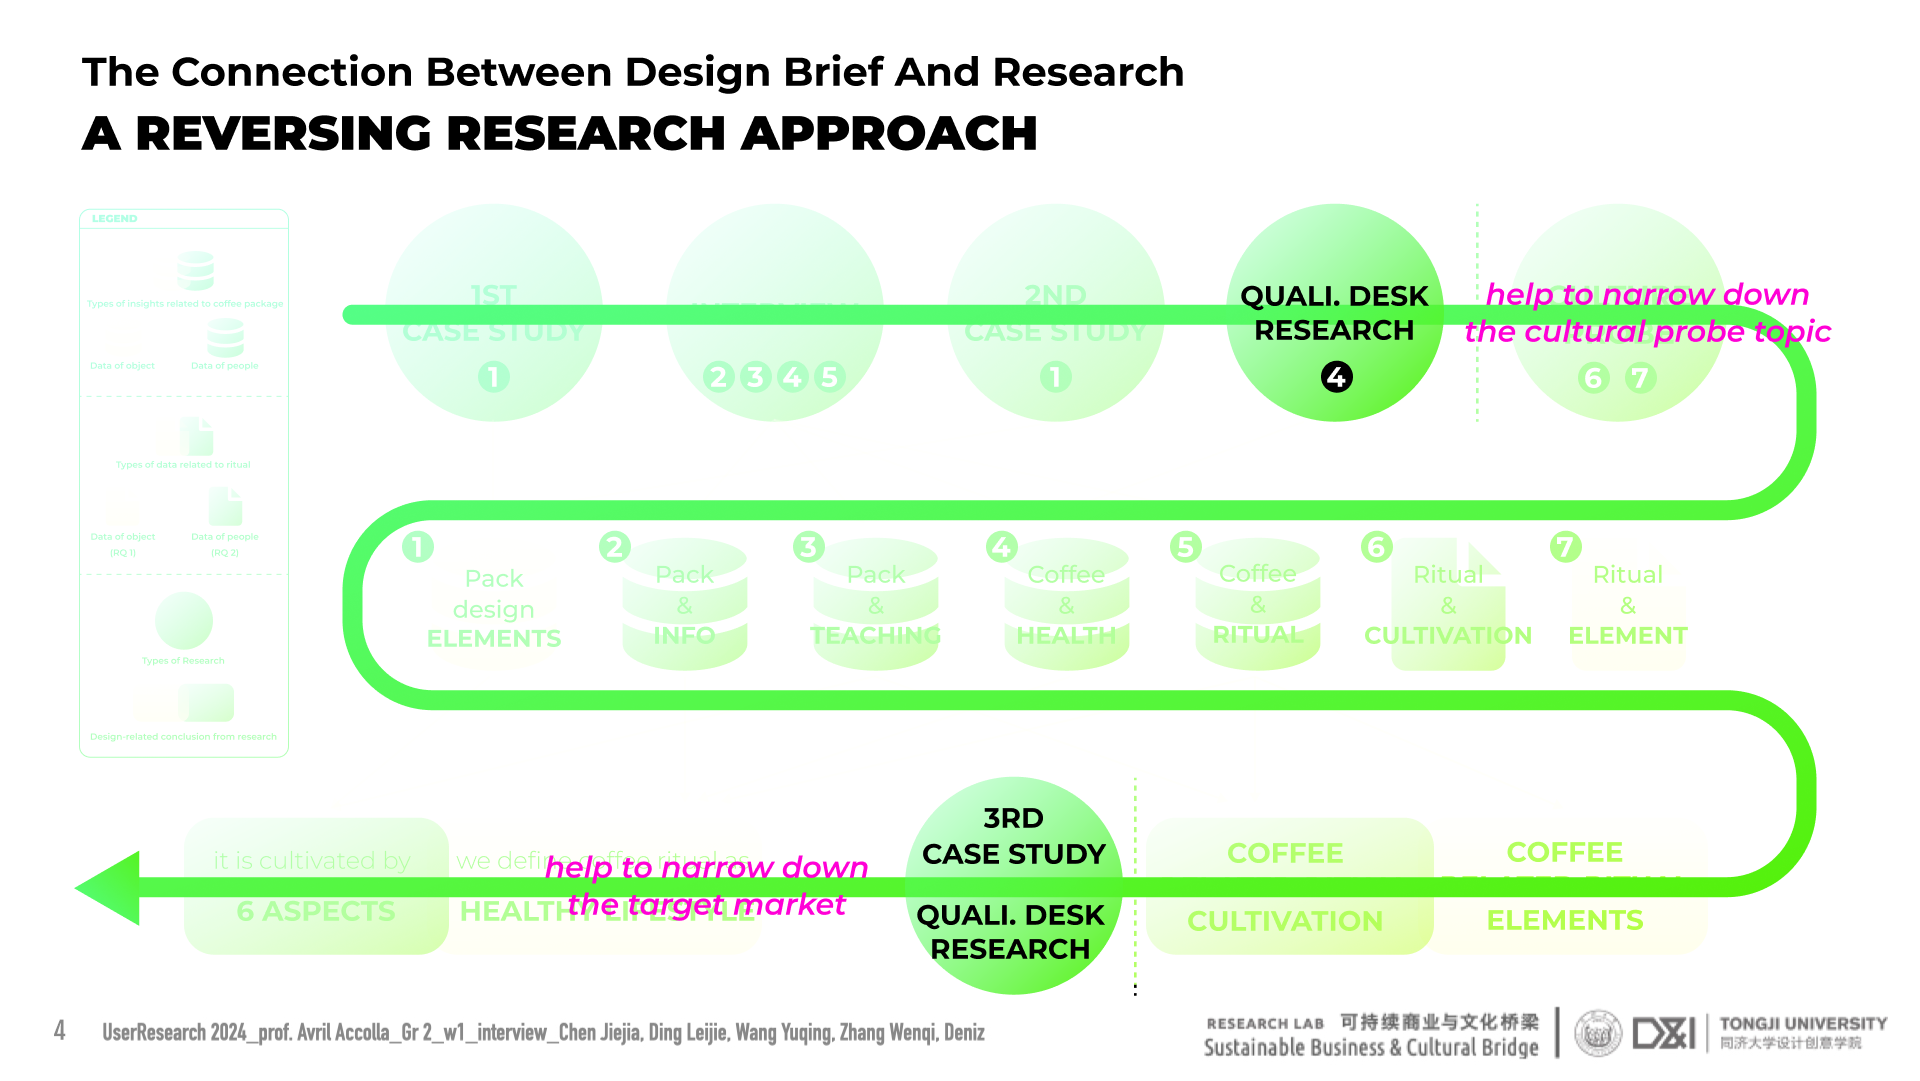 The Connection Between Design Brief And Research
A REVERSING RESEARCH APPROACH
LEGEND
Types of insights related to coffee package
Data of object
Data of people
Types of data related to ritual
Data of object
(RQ 1)
Data of people
(RQ 2)
Types of Research
Design-related conclusion from research
1ST
CASE STUDY
1
2 3 4 5
2ND
CASE STUDY
1
QUALI. DESK
RESEARCH
4
help to narrow down
the cultural probe topic
6 7
1
Pack
design
ELEMENTS
2
Pack
&
INFO
3
Pack
&
TEACHING
4
Coffee
&
HEALTH
5
Coffee
&
RITUAL
6
Ritual
&
CULTIVATION
7
Ritual
&
ELEMENT
it is cultivated by
6 ASPECTS
we define coffee ritual as
HEALTHY LIFESTYLE
help to narrow down
the target market
3RD
CASE STUDY
QUALI. DESK
RESEARCH
COFFEE
CULTIVATION
COFFEE
ELEMENTS
4
UserResearch 2024_prof. Avril Accolla_Gr 2_w1_interview_Chen Jiejia, Ding Leijie, Wang Yuqing, Zhang Wenqi, Deniz
RESEARCH LAB 可持续商业与文化桥梁
Sustainable Business & Cultural Bridge
D&I
TONGJI UNIVERSITY
同济大学设计创意学院